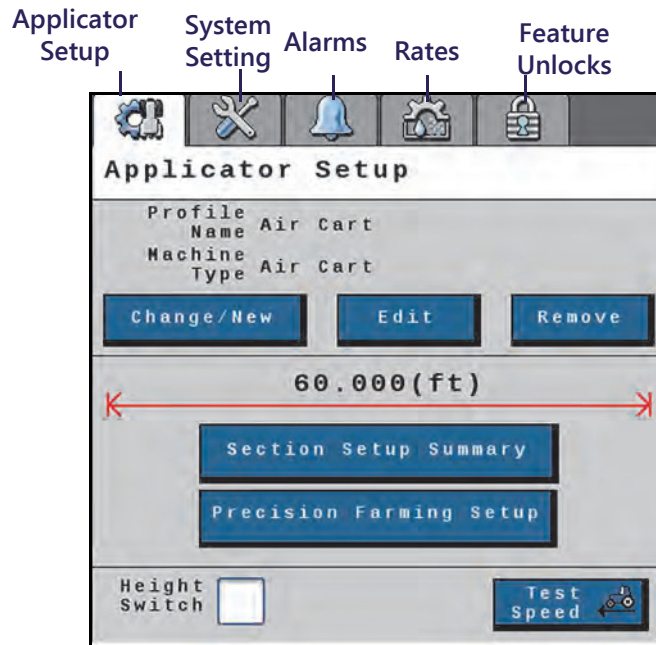 Applicator
Setup
System
Setting
Alarms
Rates
Feature
Unlocks
Applicator Setup
Profile
Name Air Cart
Machine
Type Air Cart
Change/New
Edit
Remove
60.000(ft)
Section Setup Summary
Precision Farming Setup
Height
Switch
Test
Speed